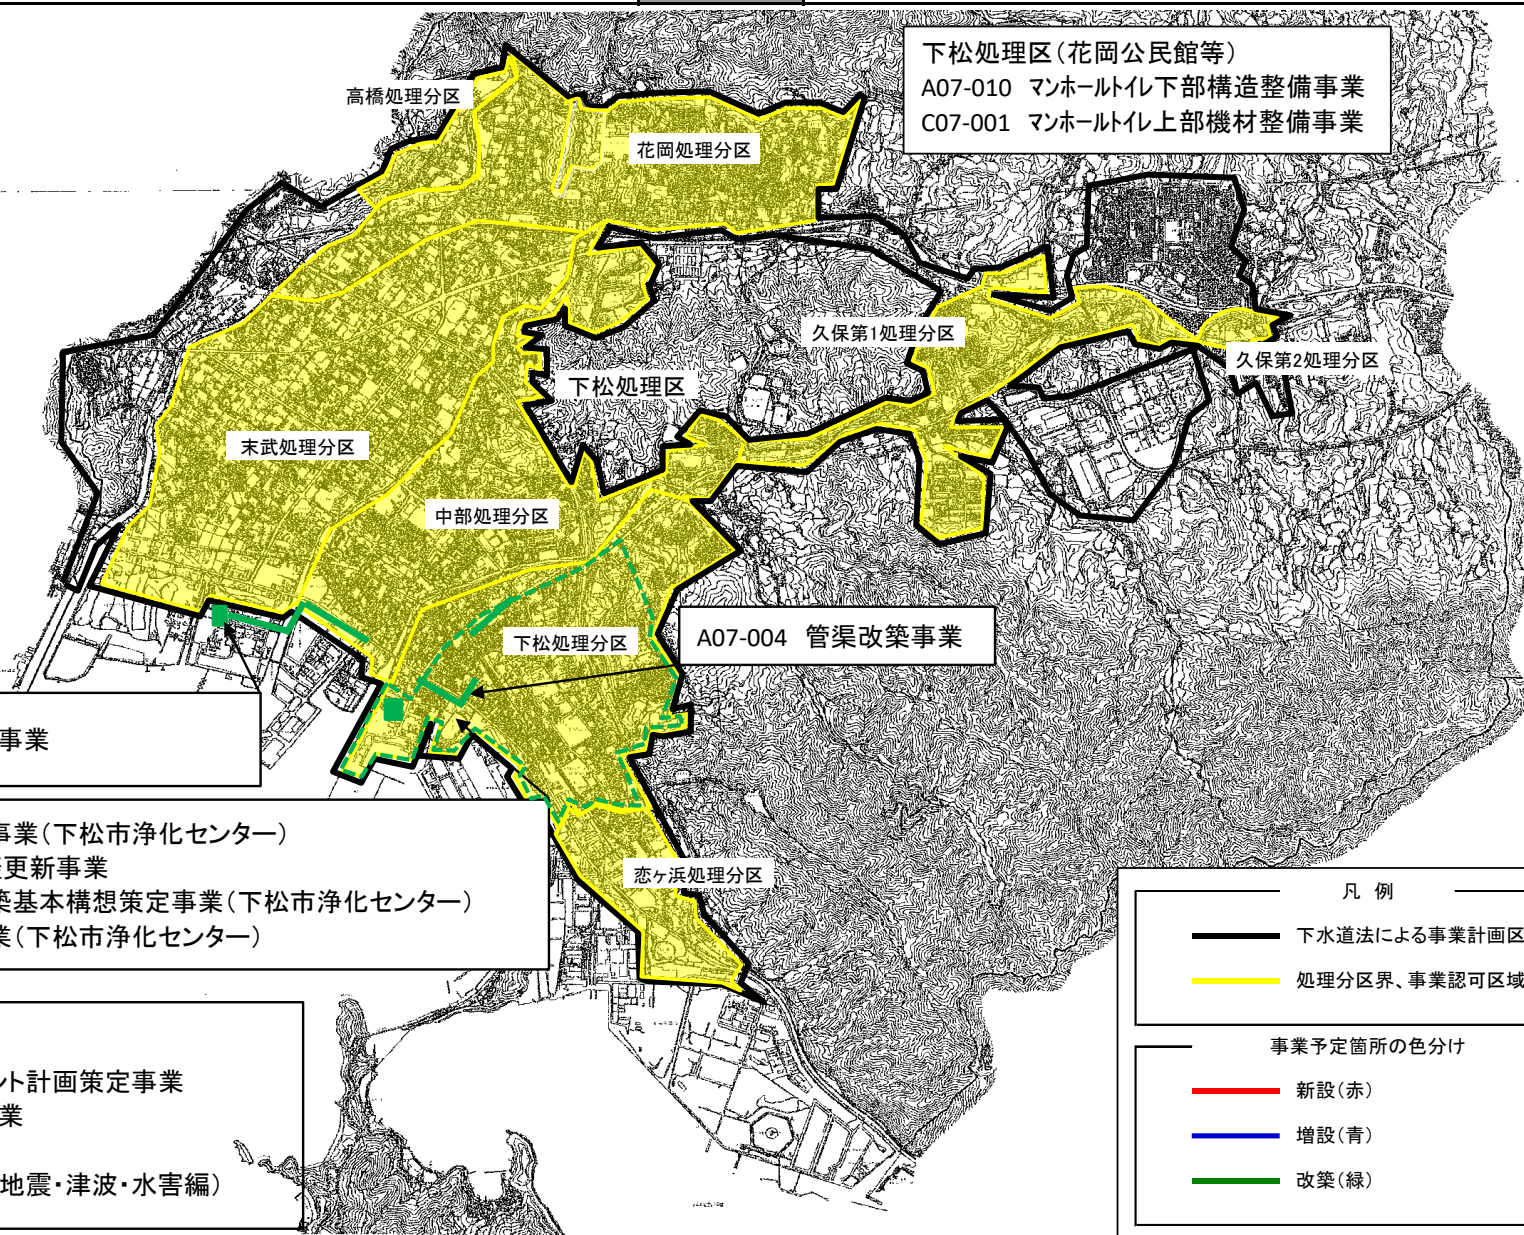 下松処理区(花岡公民館等)
A07-010 マンホールトイレ下部構造整備事業
C07-001 マンホールトイレ上部機材整備事業
高橋処理分区
花岡処理分区
久保第1処理分区
久保第2処理分区
下松処理区
末武処理分区
中部処理分区
下松処理分区
A07-004 管渠改築事業
事業
事業(下松市浄化センター)
更新事業
築基本構想策定事業(下松市浄化センター)
業(下松市浄化センター)
恋ヶ浜処理分区
ント計画策定事業
業
地震・津波・水害編)
凡 例
下水道法による事業計画区
処理分区界、事業認可区域
事業予定箇所の色分け
新設(赤)
増設(青)
改築(緑)